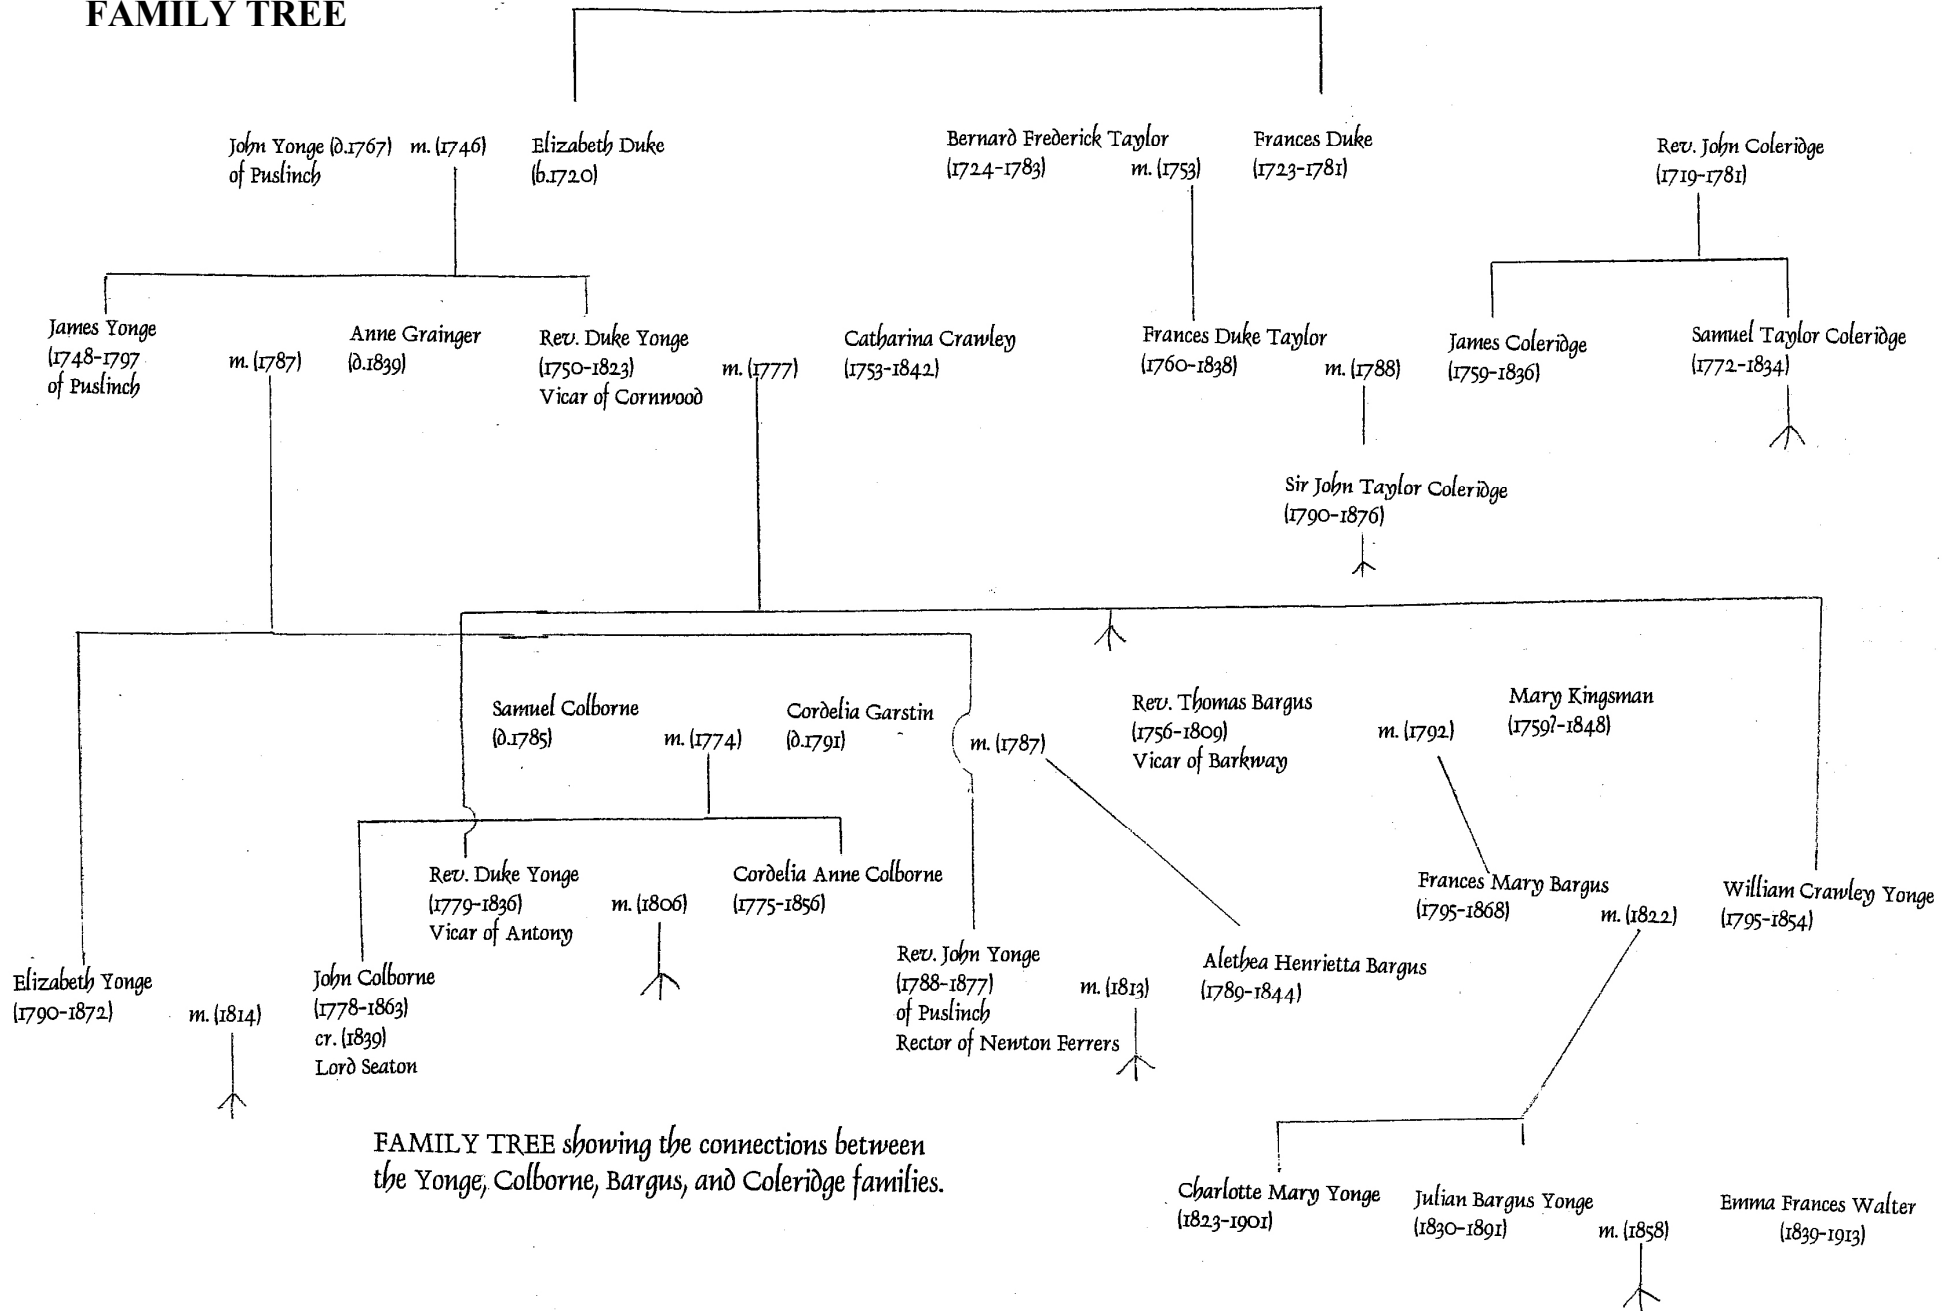 FAMILY TREE
John Yonge (d.1767) m. (1746)
of Puslinch
Elizabeth Duke
(b.1720)
Bernard Frederick Taylor
(1724-1783) m. (1753)
Frances Duke
(1723-1781)
Rev. John Coleridge
(1719-1781)
James Yonge
(1748-1797
of Puslinch
m. (1787)
Anne Grainger
(d.1839)
Rev. Duke Yonge
(1750-1823)
Vicar of Cornwood
m. (1777)
Catharina Crawley
(1753-1842)
Frances Duke Taylor
(1760-1838)
m. (1788)
James Coleridge
(1759-1836)
Samuel Taylor Coleridge
(1772-1834)
Sir John Taylor Coleridge
(1790-1876)
Samuel Colborne
(d.1785)
m. (1774)
Cordelia Garstin
(d.1791)
m. (1787)
Rev. Thomas Bargus
(1756-1809)
Vicar of Barkway
m. (1792)
Mary Kingsman
(1759?-1848)
Rev. Duke Yonge
(1779-1836)
Vicar of Antony
m. (1806)
Cordelia Anne Colborne
(1775-1856)
Frances Mary Bargus
(1795-1868)
m. (1822)
William Crawley Yonge
(1795-1854)
Elizabeth Yonge
(1790-1872)
m. (1814)
John Colborne
(1778-1863)
cr. (1839)
Lord Seaton
Rev. John Yonge
(1788-1877)
of Puslinch
Rector of Newton Ferrers
m. (1813)
Alethea Henrietta Bargus
(1789-1844)
FAMILY TREE showing the connections between
the Yonge, Colborne, Bargus, and Coleridge families.
Charlotte Mary Yonge
(1823-1901)
Julian Bargus Yonge
(1830-1891)
m. (1858)
Emma Frances Walter
(1839-1913)